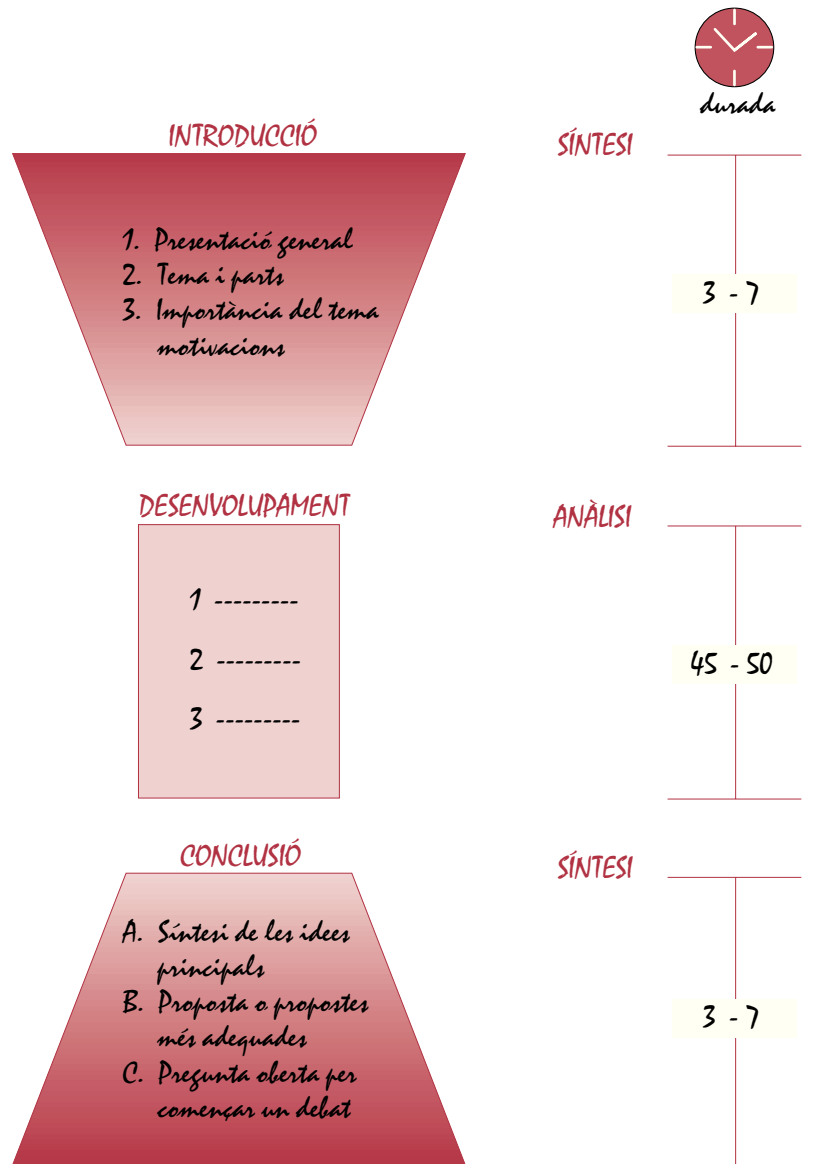 durada
INTRODUCCIÓ
SÍNTESI
1. Presentació general
2. Tema i parts
3. Importància del tema
motivacions
3 - 7
DESENVOLUPAMENT
ANÀLISI
1 ---------
2 ---------
3 ---------
45 - 50
CONCLUSIÓ
SÍNTESI
A. Síntesi de les idees
principals
B. Proposta o propostes
més adequades
C. Pregunta oberta per
començar un debat
3 - 7